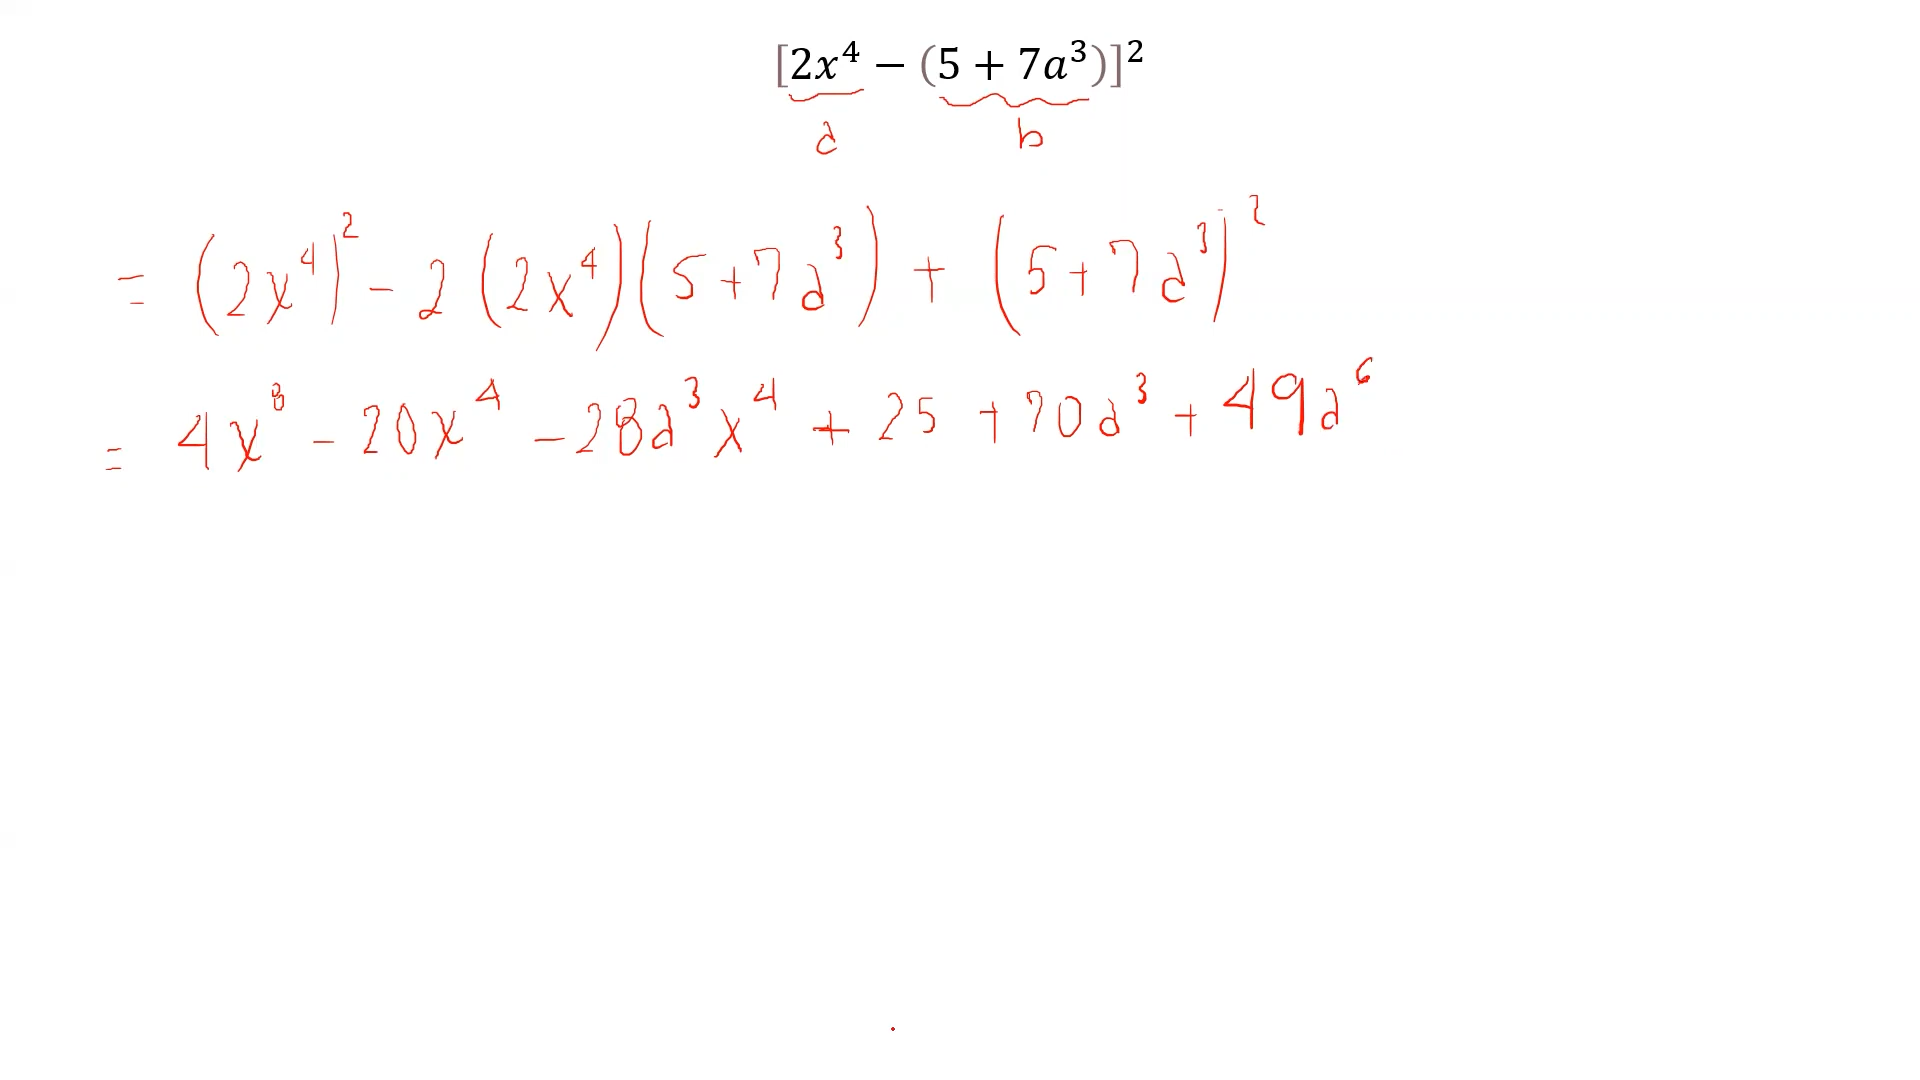 [2x⁴ − (5 + 7a³)]²
a b
= (2x⁴)² - 2 (2x⁴)(5+7a³) + (5+7a³)²
= 4x⁸ - 20x⁴ - 28a³x⁴ + 25 + 70a³ + 49a⁶